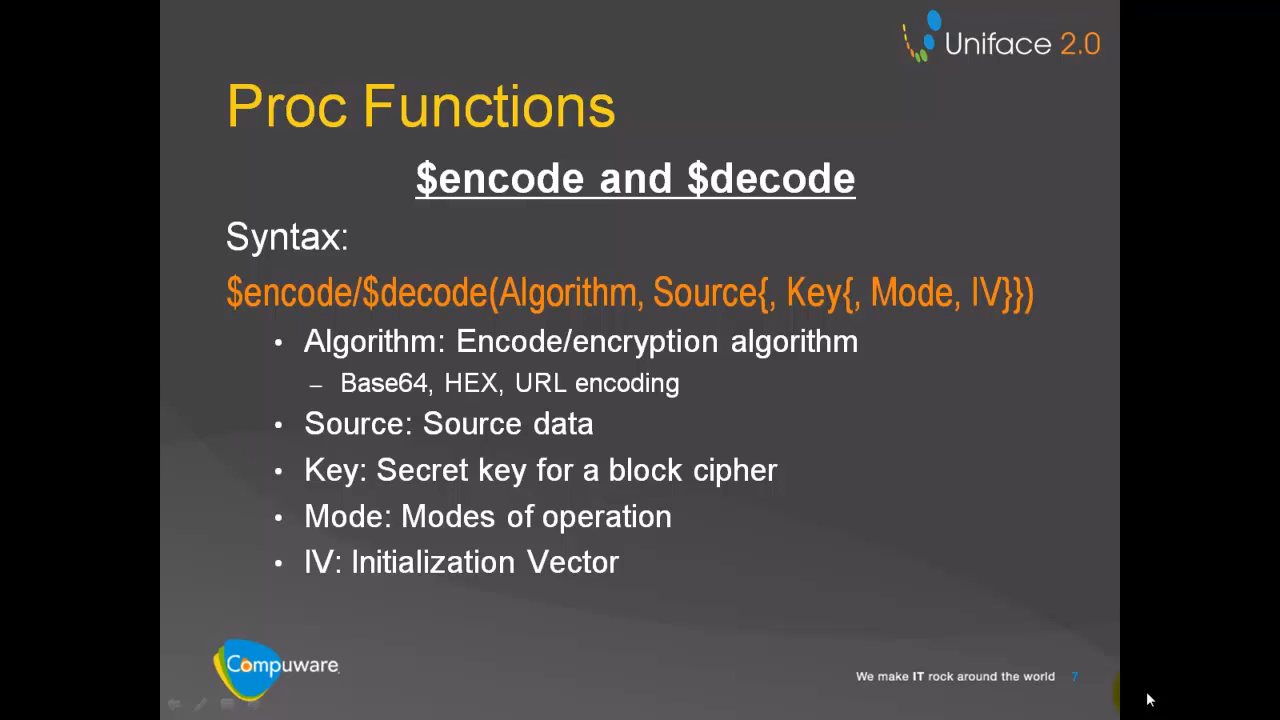 Uniface 2.0
Proc Functions
$encode and $decode
Syntax:
$encode/$decode(Algorithm, Source{, Key{, Mode, IV}})
• Algorithm: Encode/encryption algorithm
– Base64, HEX, URL encoding
• Source: Source data
• Key: Secret key for a block cipher
• Mode: Modes of operation
• IV: Initialization Vector
Compuware
We make IT rock around the world 7